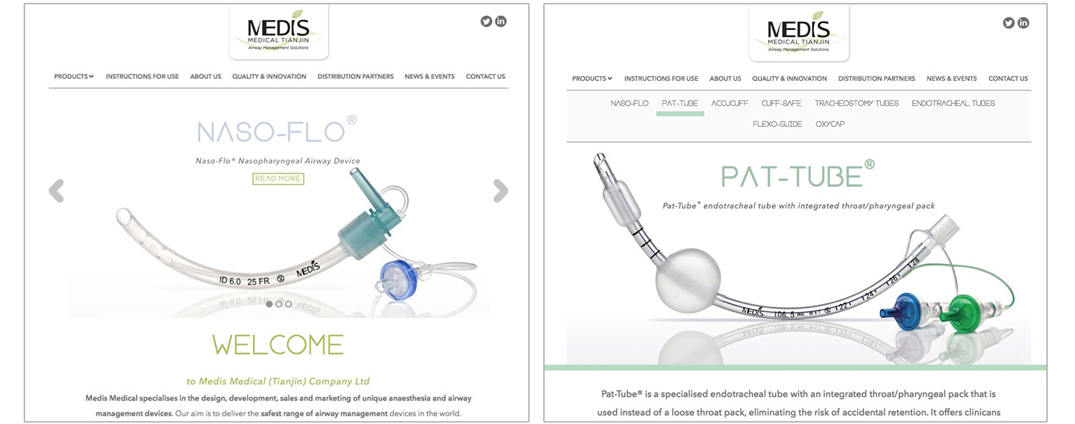 MEDIS
MEDICAL TIANJIN
Airway Management Solutions
PRODUCTS INSTRUCTIONS FOR USE ABOUT US QUALITY & INNOVATION DISTRIBUTION PARTNERS NEWS & EVENTS CONTACT US
NASO-FLO®
Naso-Flo® Nasopharyngeal Airway Device
READ MORE
ID 6.0 25 FR MEDIS
WELCOME
to Medis Medical (Tianjin) Company Ltd
Medis Medical specialises in the design, development, sales and marketing of unique anaesthesia and airway
management devices. Our aim is to deliver the safest range of airway management devices in the world.
MEDIS
MEDICAL TIANJIN
Airway Management Solutions
PRODUCTS INSTRUCTIONS FOR USE ABOUT US QUALITY & INNOVATION DISTRIBUTION PARTNERS NEWS & EVENTS CONTACT US
NASO-FLO PAT-TUBE ACCUCUFF CUFF-SAFE TRACHEOSTOMY TUBES ENDOTRACHEAL TUBES
FLEXO-GUIDE OXYCAP
PAT-TUBE®
Pat-Tube® endotracheal tube with integrated throat/pharyngeal pack
MEDIS ID 6.5 22 24 26 28
Pat-Tube® is a specialised endotracheal tube with an integrated throat/pharyngeal pack that is
used instead of a loose throat pack, eliminating the risk of accidental retention. It offers clinicans